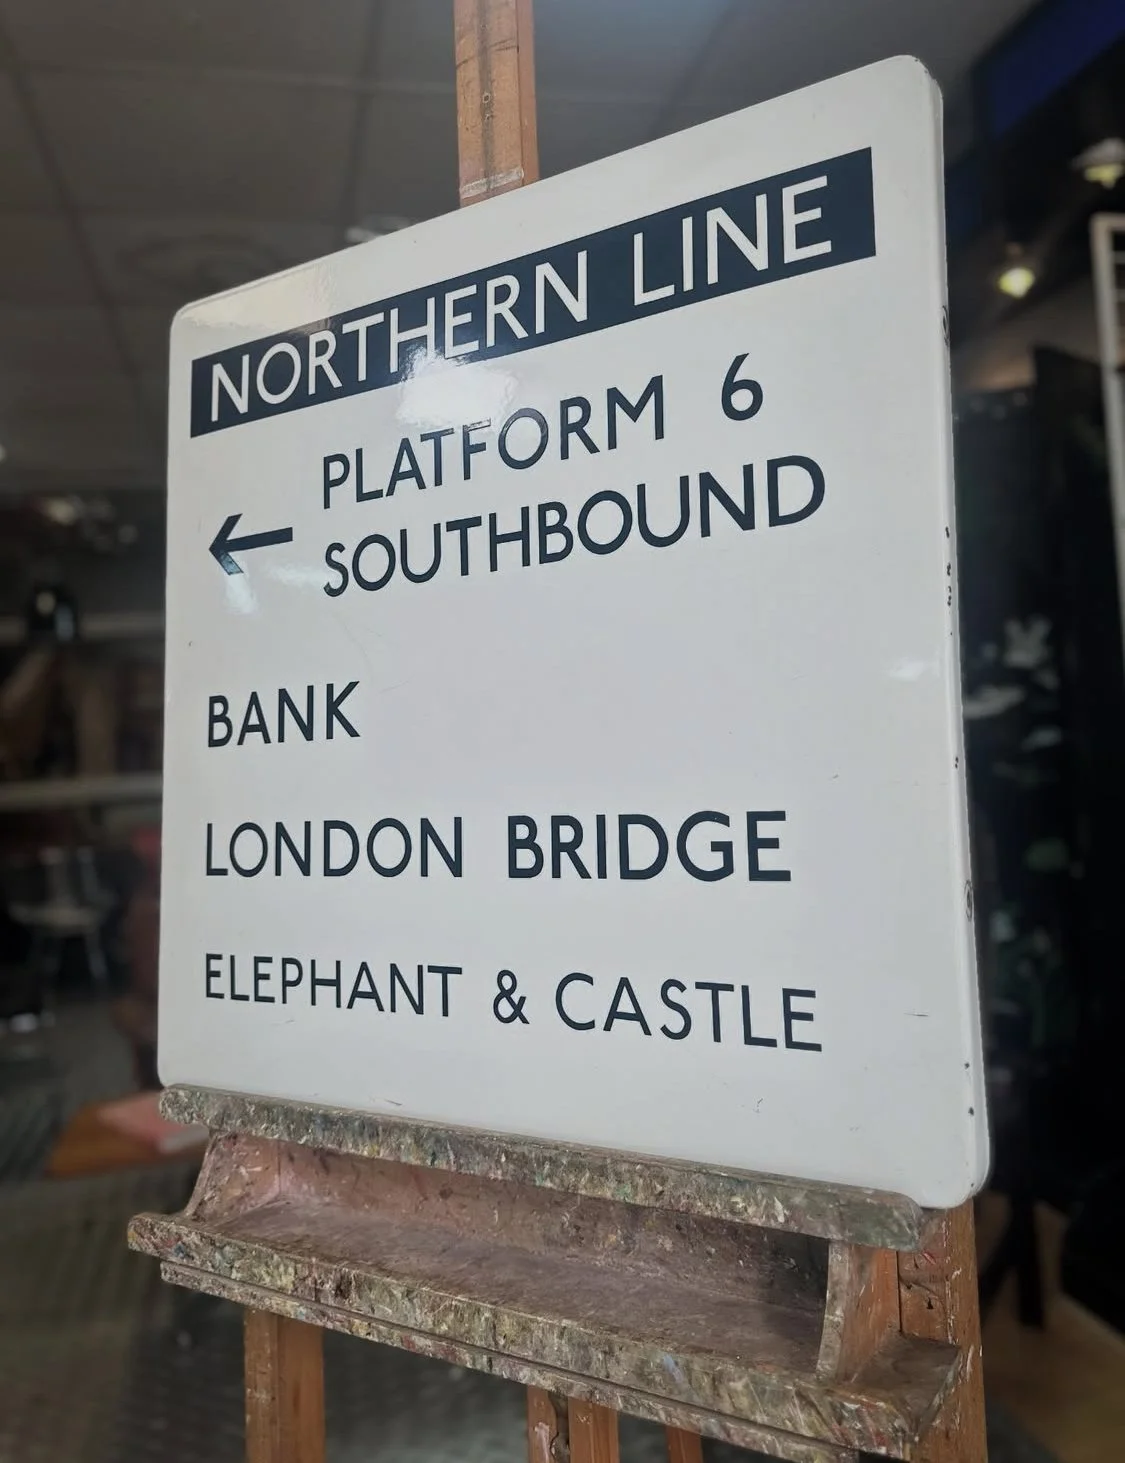 NORTHERN LINE
← PLATFORM 6
SOUTHBOUND
BANK
LONDON BRIDGE
ELEPHANT & CASTLE